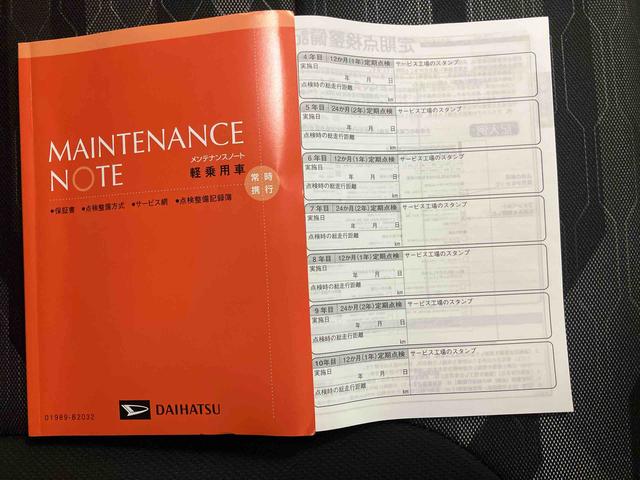 MAINTENANCE
NOTE
メンテナンスノート
軽乗用車
常時
携行
●保証書 ●点検整備方式 ●サービス網 ●点検整備記録簿
01989-B2032
DAIHATSU
4年目 12か月(1年)定期点検 サービス工場のスタンプ
実施日
年 月 日
点検時の総走行距離
km
5年目 24か月(2年)定期点検 サービス工場のスタンプ
実施日
年 月 日
点検時の総走行距離
km
6年目 12か月(1年)定期点検 サービス工場のスタンプ
実施日
年 月 日
点検時の総走行距離
km
7年目 24か月(2年)定期点検 サービス工場のスタンプ
実施日
年 月 日
点検時の総走行距離
km
8年目 12か月(1年)定期点検 サービス工場のスタンプ
実施日
年 月 日
点検時の総走行距離
km
9年目 24か月(2年)定期点検 サービス工場のスタンプ
実施日
年 月 日
点検時の総走行距離
km
10年目 12か月(1年)定期点検 サービス工場のスタンプ
実施日
年 月 日
点検時の総走行距離
km